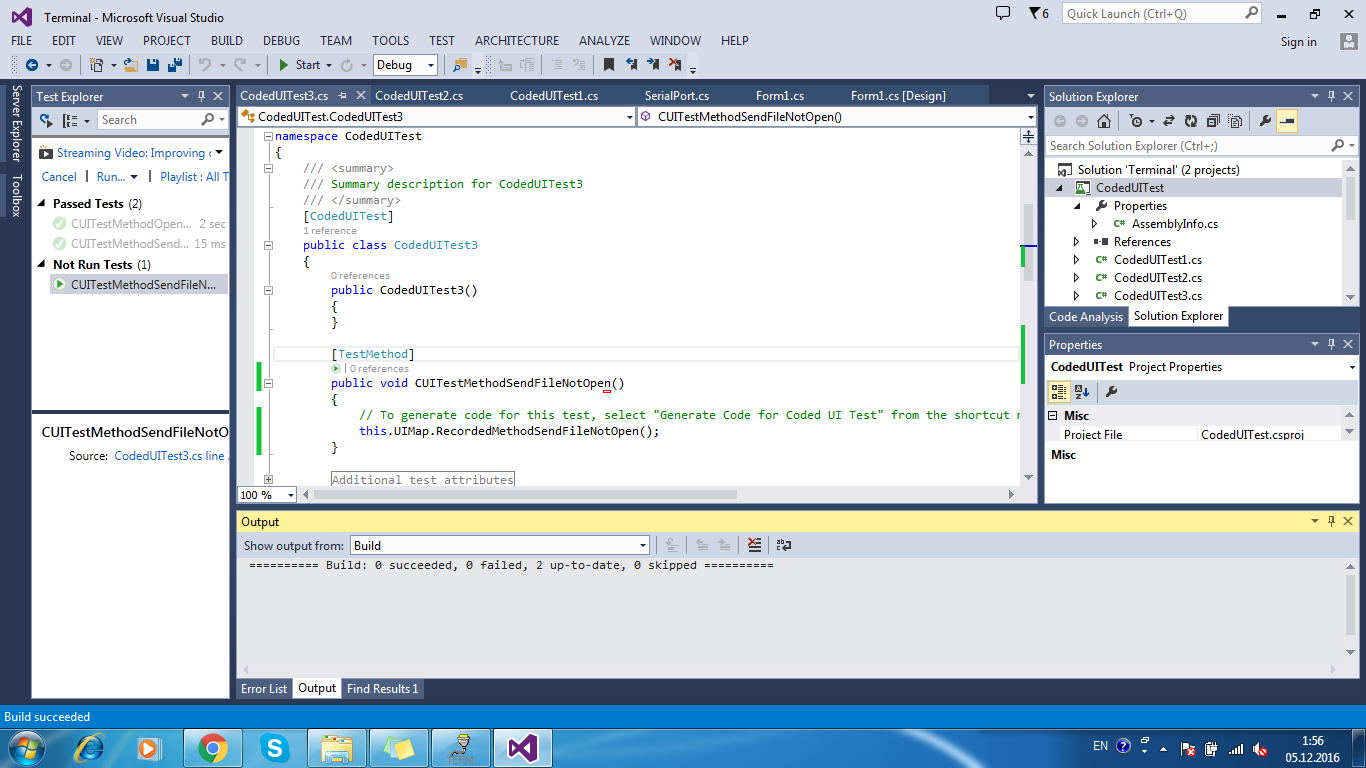 Terminal - Microsoft Visual Studio
6
Quick Launch (Ctrl+Q)
FILE EDIT VIEW PROJECT BUILD DEBUG TEAM TOOLS TEST ARCHITECTURE ANALYZE WINDOW HELP
Sign in
Start Debug
Server Explorer
Toolbox
Test Explorer
Search
Streaming Video: Improving
Cancel Run... Playlist : All T
Passed Tests (2)
CUITestMethodOpen... 2 sec
CUITestMethodSend... 15 ms
Not Run Tests (1)
CUITestMethodSendFileN...
CUITestMethodSendFileNotO
Source: CodedUITest3.cs line
CodedUITest3.cs CodedUITest2.cs CodedUITest1.cs SerialPort.cs Form1.cs Form1.cs [Design]
CodedUITest.CodedUITest3 CUITestMethodSendFileNotOpen()
namespace CodedUITest
{
/// <summary>
/// Summary description for CodedUITest3
/// </summary>
[CodedUITest]
1 reference
public class CodedUITest3
{
0 references
public CodedUITest3()
{
}
[TestMethod]
| 0 references
public void CUITestMethodSendFileNotOpen()
{
// To generate code for this test, select "Generate Code for Coded UI Test" from the shortcut
this.UIMap.RecordedMethodSendFileNotOpen();
}
Additional test attributes
100 %
Solution Explorer
Search Solution Explorer (Ctrl+;)
Solution 'Terminal' (2 projects)
CodedUITest
Properties
C# AssemblyInfo.cs
References
C# CodedUITest1.cs
C# CodedUITest2.cs
C# CodedUITest3.cs
Code Analysis Solution Explorer
Properties
CodedUITest Project Properties
Misc
Project File CodedUITest.csproj
Misc
Output
Show output from: Build
========== Build: 0 succeeded, 0 failed, 2 up-to-date, 0 skipped ==========
Error List Output Find Results 1
Build succeeded
TERM
EN
1:56
05.12.2016